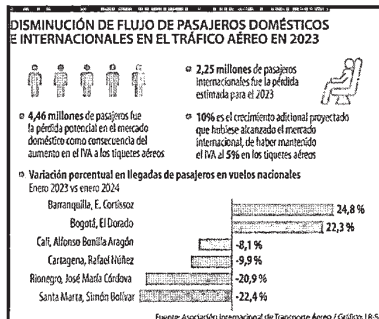 DISMINUCIÓN DE FLUJO DE PASAJEROS DOMÉSTICOS
E INTERNACIONALES EN EL TRÁFICO AÉREO EN 2023
2,25 millones de pasajeros
internacionales fue la pérdida
estimada para el 2023
4,46 millones de pasajeros fue
la pérdida potencial en el mercado
doméstico como consecuencia del
aumento en el IVA a los tiquetes aéreos
10% es el crecimiento aditional proyectado
que hubiese alcanzado el mercado
internacional, de haber mantenido
el IVA al 5% en los tiquetes aéreos
Variación porcentual en llegadas de pasajeros en vuelos nacionales
Enero 2023 vs enero 2024
Barranquilla, E. Cortissoz 24,8 %
Bogotá, El Dorado 22,3 %
Cali, Alfonso Bonilla Aragón -8,1 %
Cartagena, Rafael Núñez -9,9 %
Rionegro, José María Córdova -20,9 %
Santa Marta, Simón Bolívar -22,4 %
Fuente: Asociación Internacional de Transporte Aéreo / Gráfico: LR-S